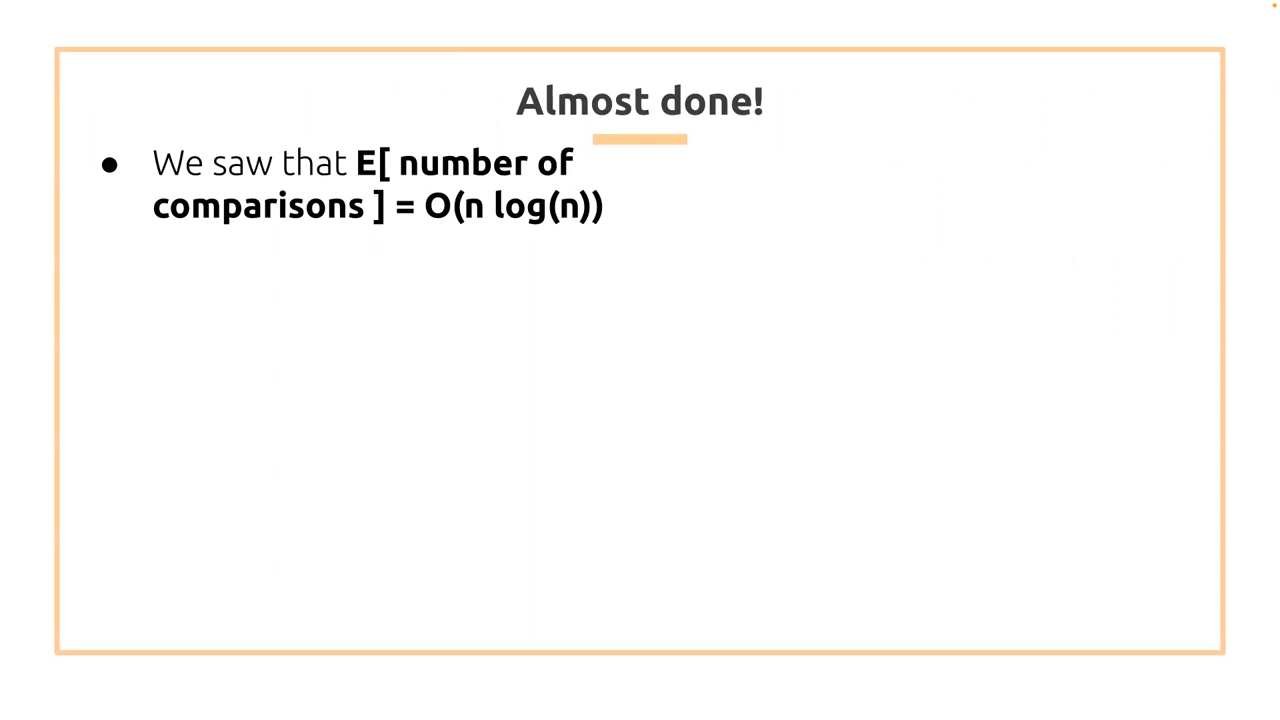 Almost done!
● We saw that E[ number of
comparisons ] = O(n log(n))